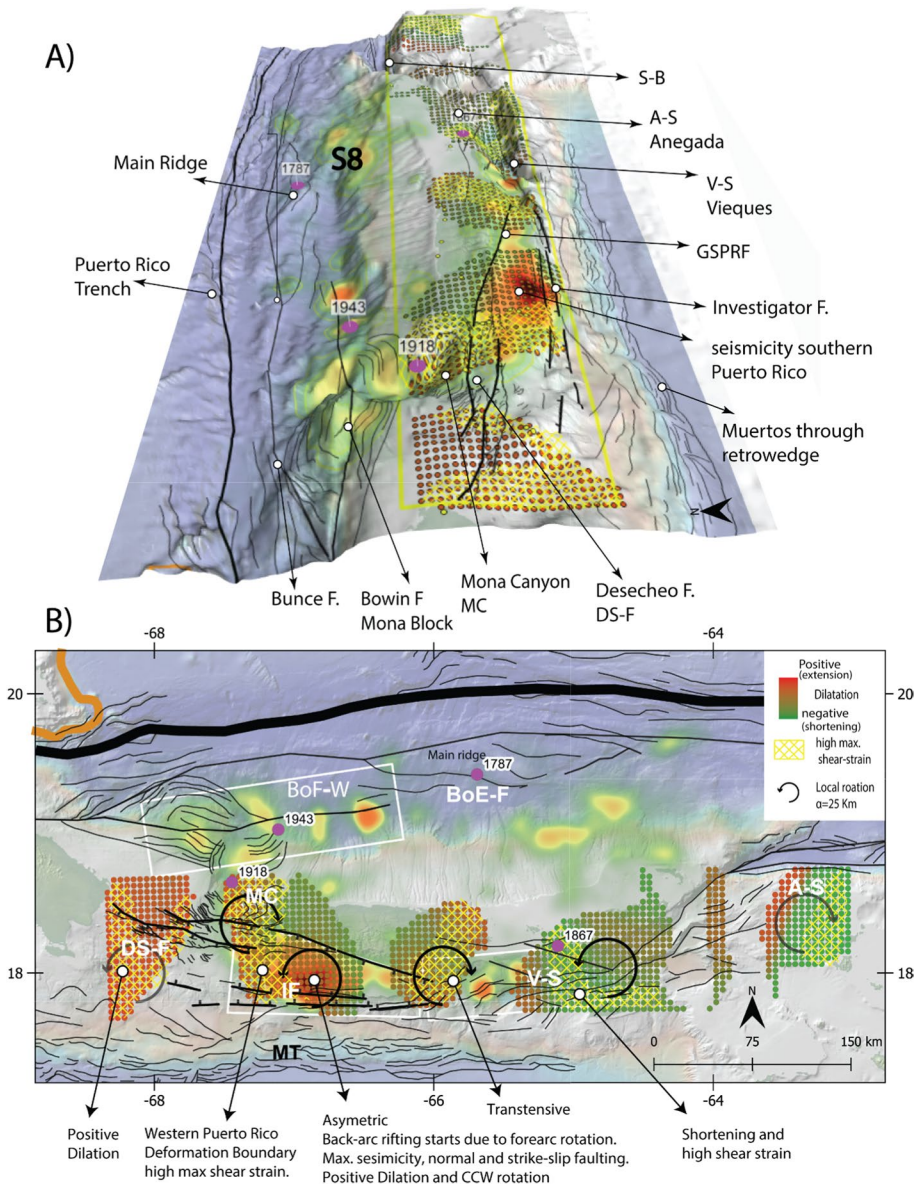 A)
S-B
A-S
Anegada
1867
S8
1787
Main Ridge
V-S
Vieques
GSPRF
Puerto Rico
Trench
Investigator F.
1943
1918
seismicity southern
Puerto Rico
Muertos through
retrowedge
N
Bunce F.
Bowin F
Mona Block
Mona Canyon
MC
Desecheo F.
DS-F
B)
-68
-64
20
20
Positive
(extension)
Dilatation
negative
(shortening)
high max.
shear-strain
Local roation
α=25 Km
Main ridge
1787
BoE-F
BoF-W
1943
1918
MC
A-S
DS-F
1867
18
18
IF
V-S
N
MT
0
75
150 km
-68
-66
-64
Positive
Dilation
Western Puerto Rico
Deformation Boundary
high max shear strain.
Asymetric
Back-arc rifting starts due to forearc rotation.
Max. sesimicity, normal and strike-slip faulting.
Positive Dilation and CCW rotation
Transtensive
Shortening and
high shear strain